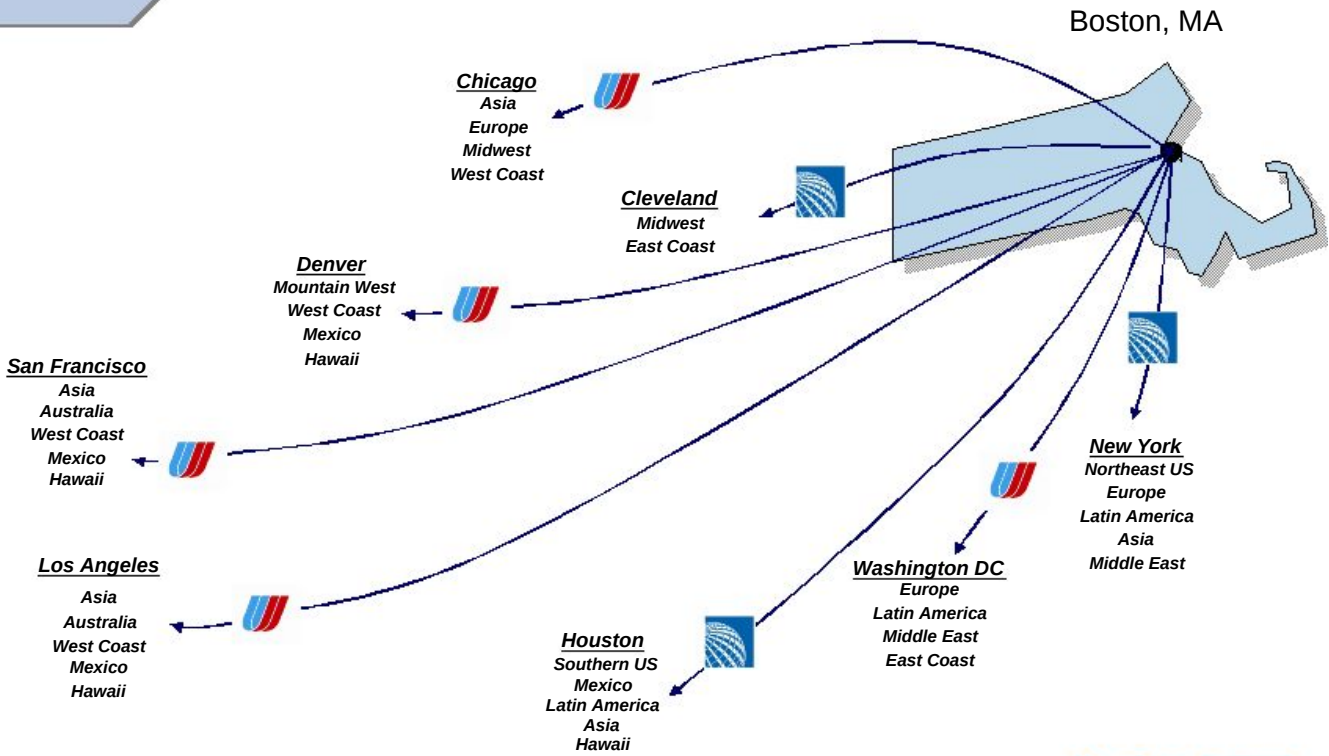 Boston, MA
Chicago
Asia
Europe
Midwest
West Coast
Cleveland
Midwest
East Coast
Denver
Mountain West
West Coast
Mexico
Hawaii
San Francisco
Asia
Australia
West Coast
Mexico
Hawaii
New York
Northeast US
Europe
Latin America
Asia
Middle East
Los Angeles
Asia
Australia
West Coast
Mexico
Hawaii
Washington DC
Europe
Latin America
Middle East
East Coast
Houston
Southern US
Mexico
Latin America
Asia
Hawaii